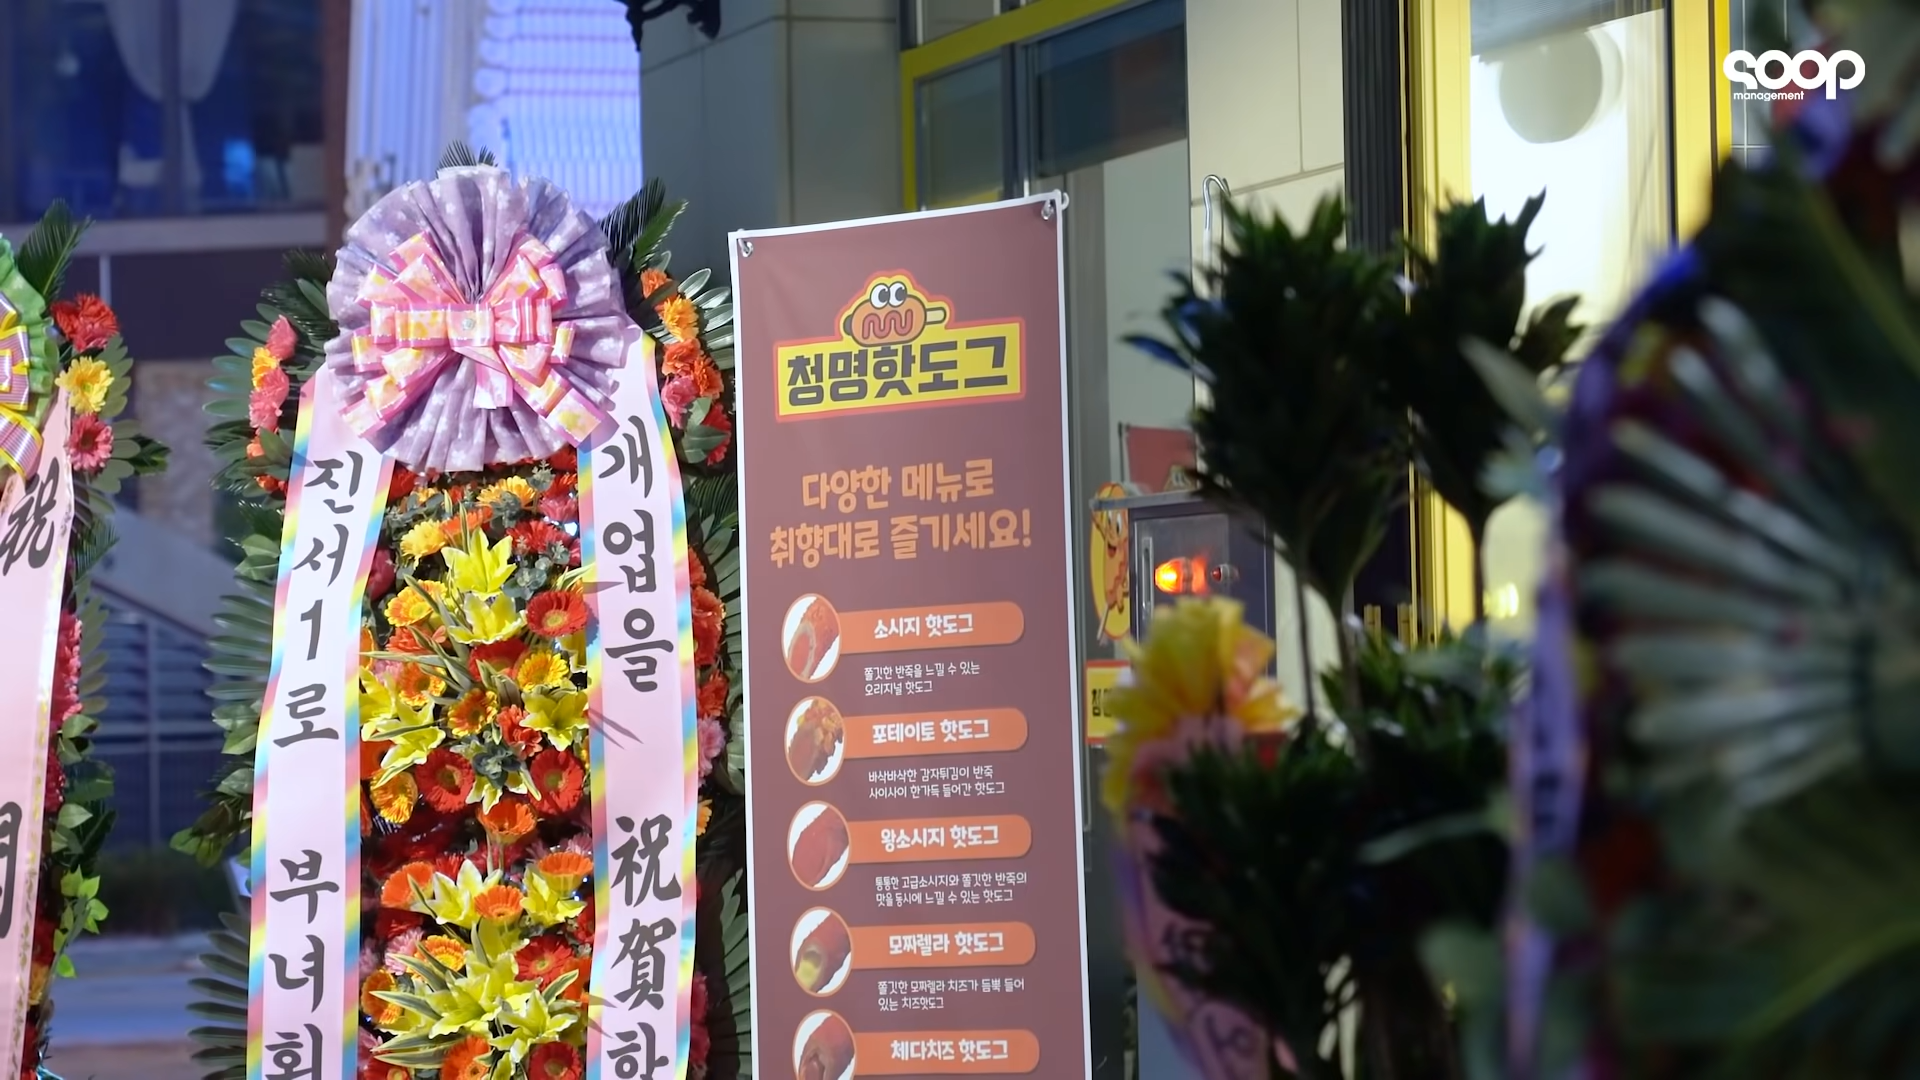 soop
management
祝
진서1로 부녀회
개업을 祝賀합
청명핫도그
다양한 메뉴로
취향대로 즐기세요!
소시지 핫도그
쫄깃한 반죽을 느낄 수 있는
오리지널 핫도그
포테이토 핫도그
바삭바삭한 감자튀김이 반죽
사이사이 한가득 들어간 핫도그
왕소시지 핫도그
통통한 고급소시지와 쫄깃한 반죽의
맛을 동시에 느낄 수 있는 핫도그
모짜렐라 핫도그
쫄깃한 모짜렐라 치즈가 듬뿍 들어
있는 치즈핫도그
체다치즈 핫도그